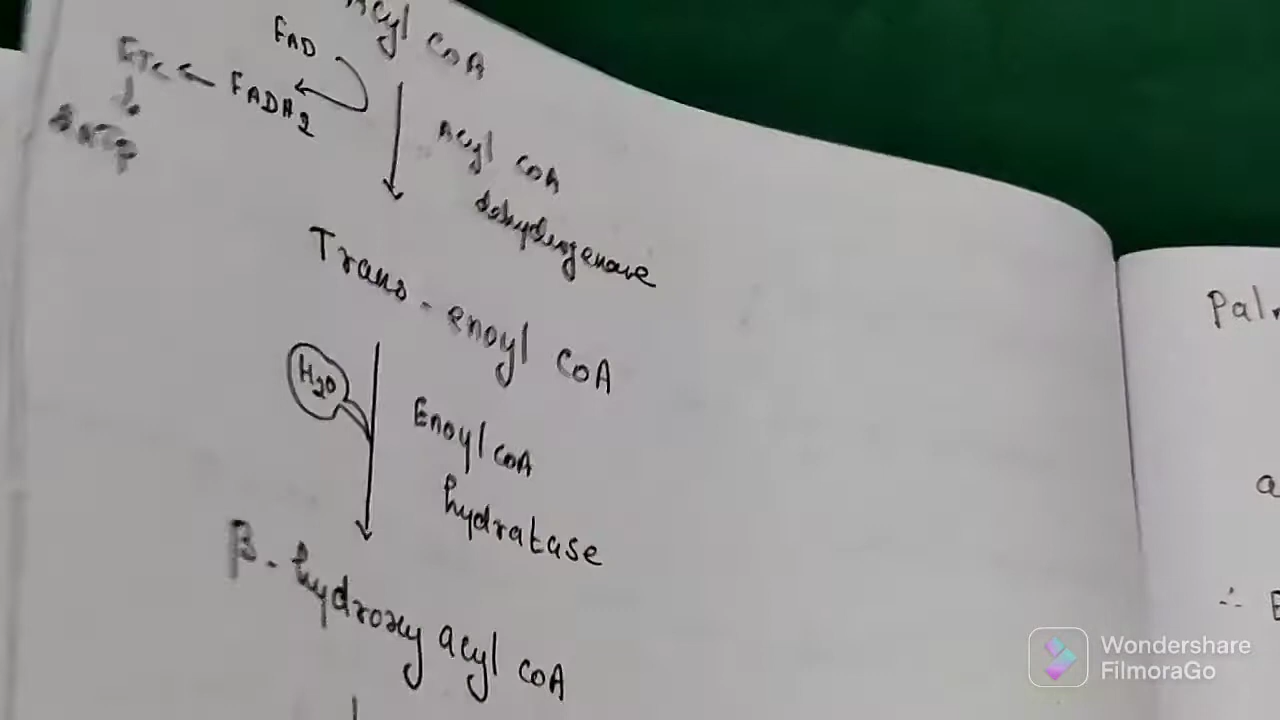 Acyl CoA
FAD
ETC ← FADH2
Acyl CoA
dehydrogenase
Trans - enoyl CoA
H2O
Enoyl CoA
hydratase
β - hydroxy acyl CoA
Wondershare
FilmoraGo